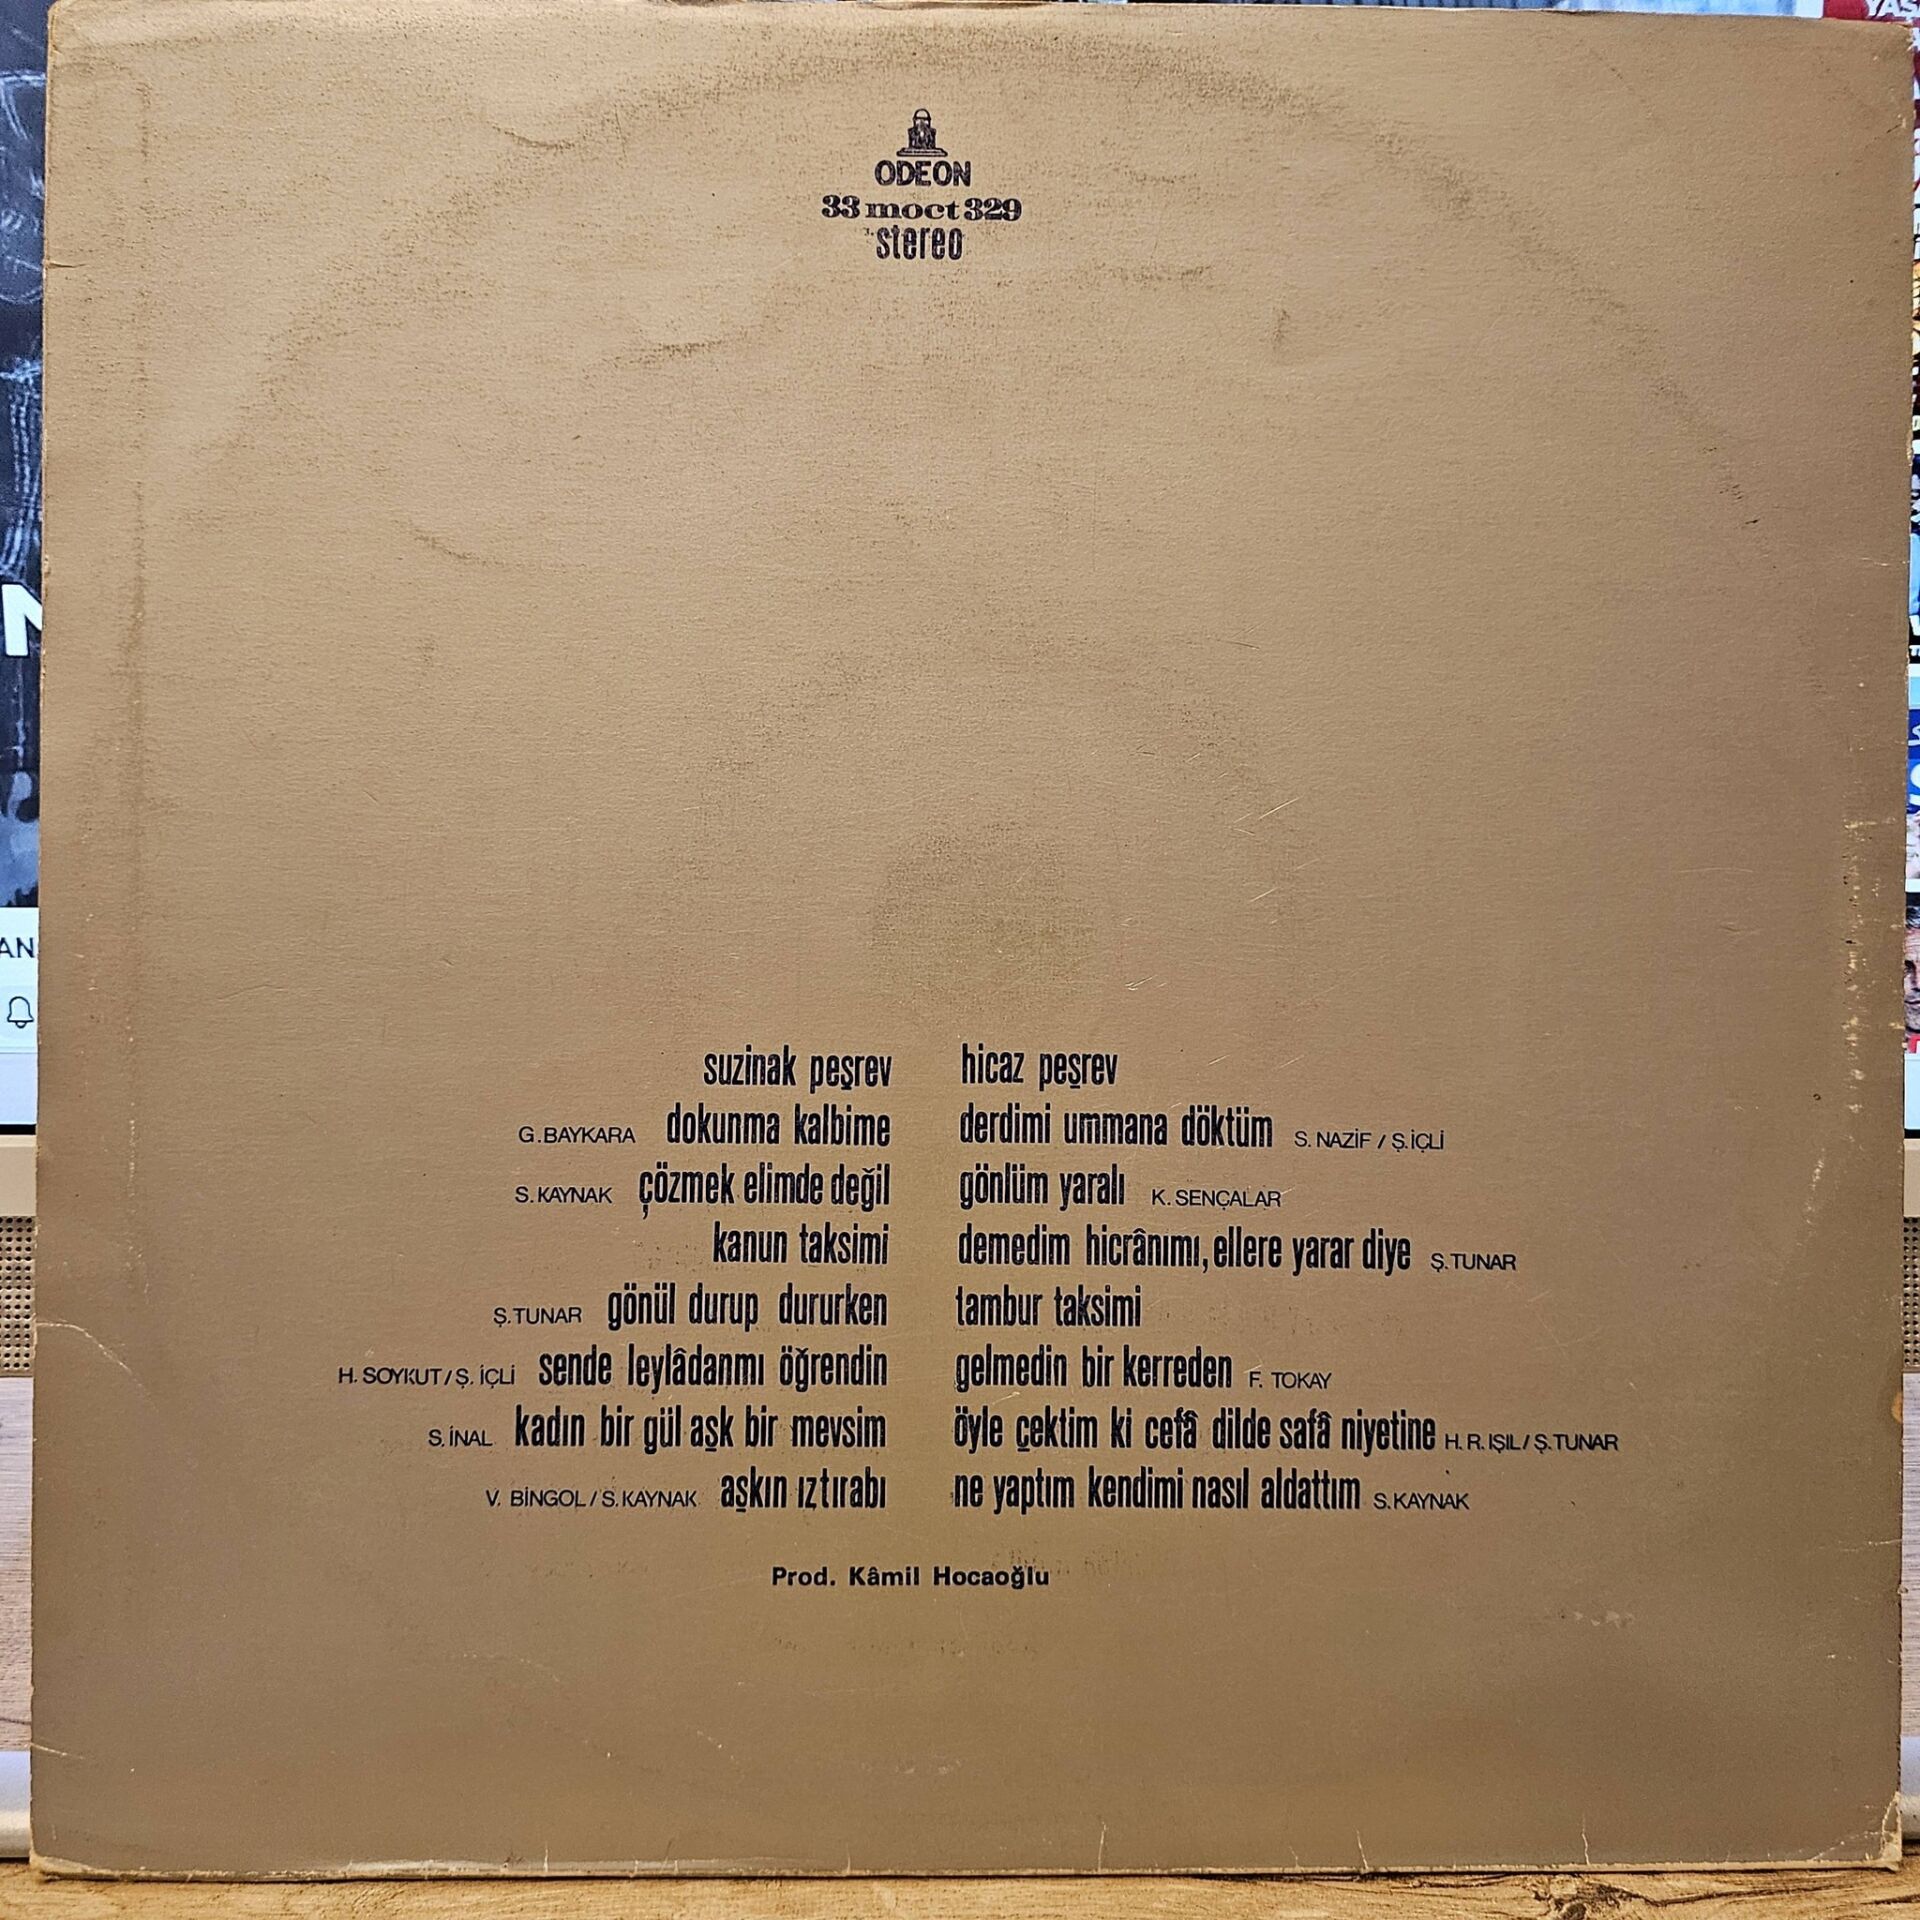 ODEON
33 moct 329
stereo
suzinak peşrev
G. BAYKARA dokunma kalbime
S. KAYNAK çözmek elimde değil
kanun taksimi
Ş. TUNAR gönül durup dururken
H. SOYKUT / Ş. İÇLİ sende leylâdanmı öğrendin
S. İNAL kadın bir gül aşk bir mevsim
V. BİNGOL / S. KAYNAK aşkın ıztırabı
hicaz peşrev
derdimi ummana döktüm S. NAZİF / Ş. İÇLİ
gönlüm yaralı K. SENÇALAR
demedim hicrânımı, ellere yarar diye Ş. TUNAR
tambur taksimi
gelmedin bir kerreden F. TOKAY
öyle çektim ki cefâ dilde safâ niyetine H. R. IŞIL / Ş. TUNAR
ne yaptım kendimi nasıl aldattım S. KAYNAK
Prod. Kâmil Hocaoğlu